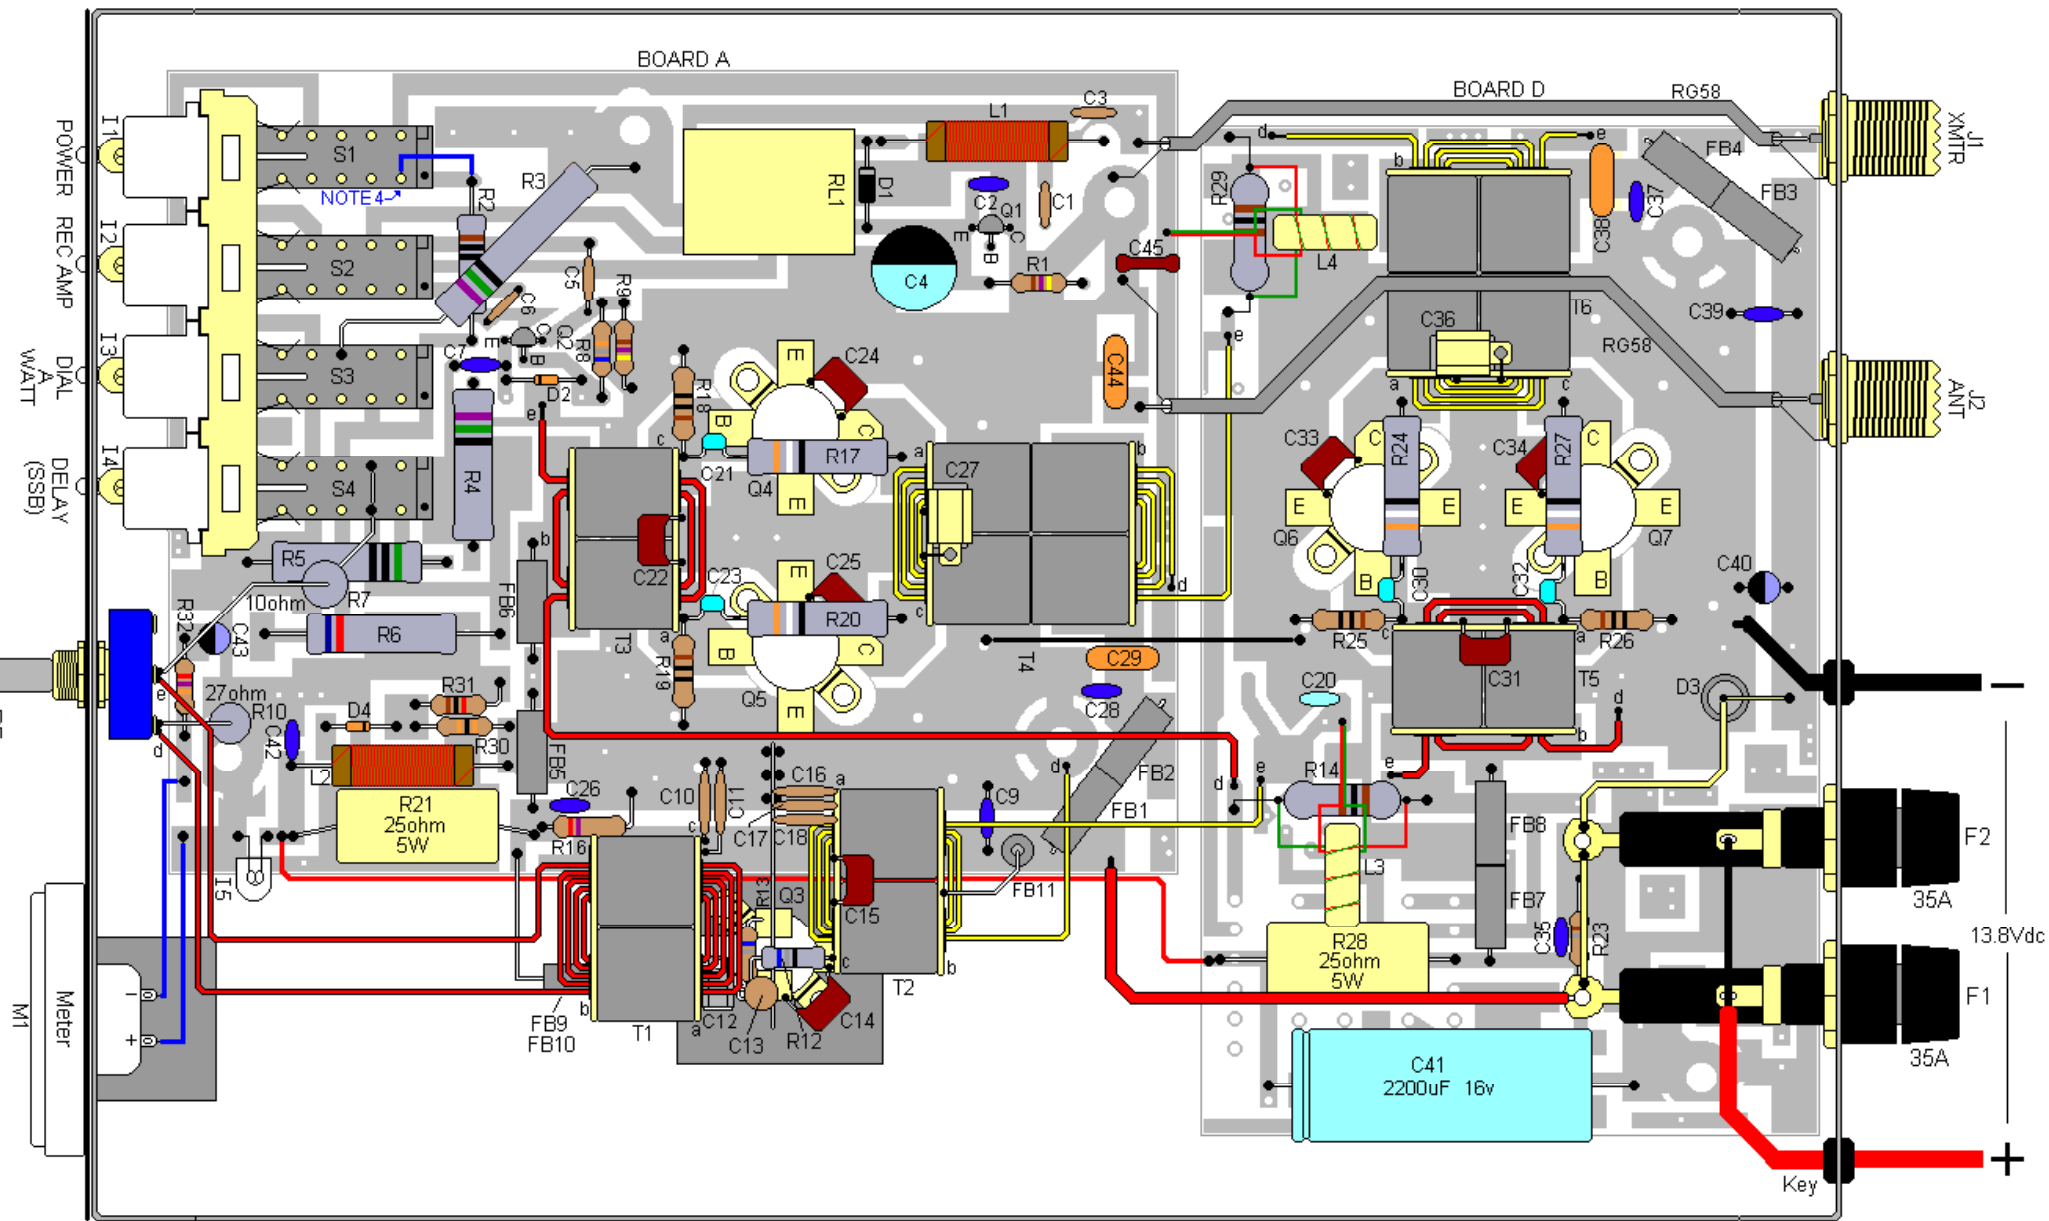 BOARD A
BOARD D
RG58
J1
XMTR
I1
POWER
S1
NOTE4
R2
R3
RL1
D1
L1
C3
C2
Q1
E
C
B
C1
C4
R1
C45
R29
L4
d
e
b
T6
C36
a
c
C38
C37
FB4
FB3
C39
RG58
J2
ANT
I2
REC AMP
S2
C6
C5
R9
R8
Q2
E
C
B
C7
D2
I3
DIAL
A
WATT
S3
I4
DELAY
(SSB)
S4
R4
R5
10ohm
R7
R6
R32
C43
27ohm
R10
C42
e
d
D4
R31
R30
L2
R21
25ohm
5W
I5
FB6
FB5
C26
R16
e
c
b
a
T3
C22
R18
C21
C23
R19
E
B
C
E
Q4
R17
C24
E
B
C
E
Q5
R20
C25
a
b
c
d
C27
T4
C44
e
C29
C28
FB2
FB1
d
C9
FB11
C10
C11
C16
C17
C18
a
c
b
C15
T2
R13
Q3
R12
C14
C13
C12
c
b
a
T1
FB9
FB10
C33
C34
R24
R27
C
E
E
B
Q6
C
E
E
B
Q7
C30
C32
R25
R26
c
a
b
d
e
C31
T5
C20
C40
D3
R14
d
e
L3
FB8
FB7
C35
R23
R28
25ohm
5W
C41
2200uF 16v
F2
35A
13.8Vdc
F1
35A
−
+
Key
Meter
M1
−
+